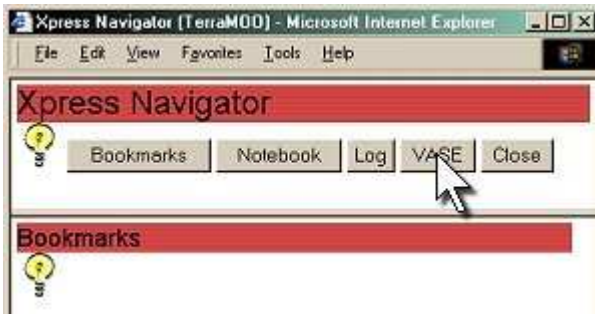 Xpress Navigator (TerraMOD) - Microsoft Internet Explorer
File Edit View Favorites Tools Help
Xpress Navigator
Bookmarks Notebook Log VASE Close
Bookmarks